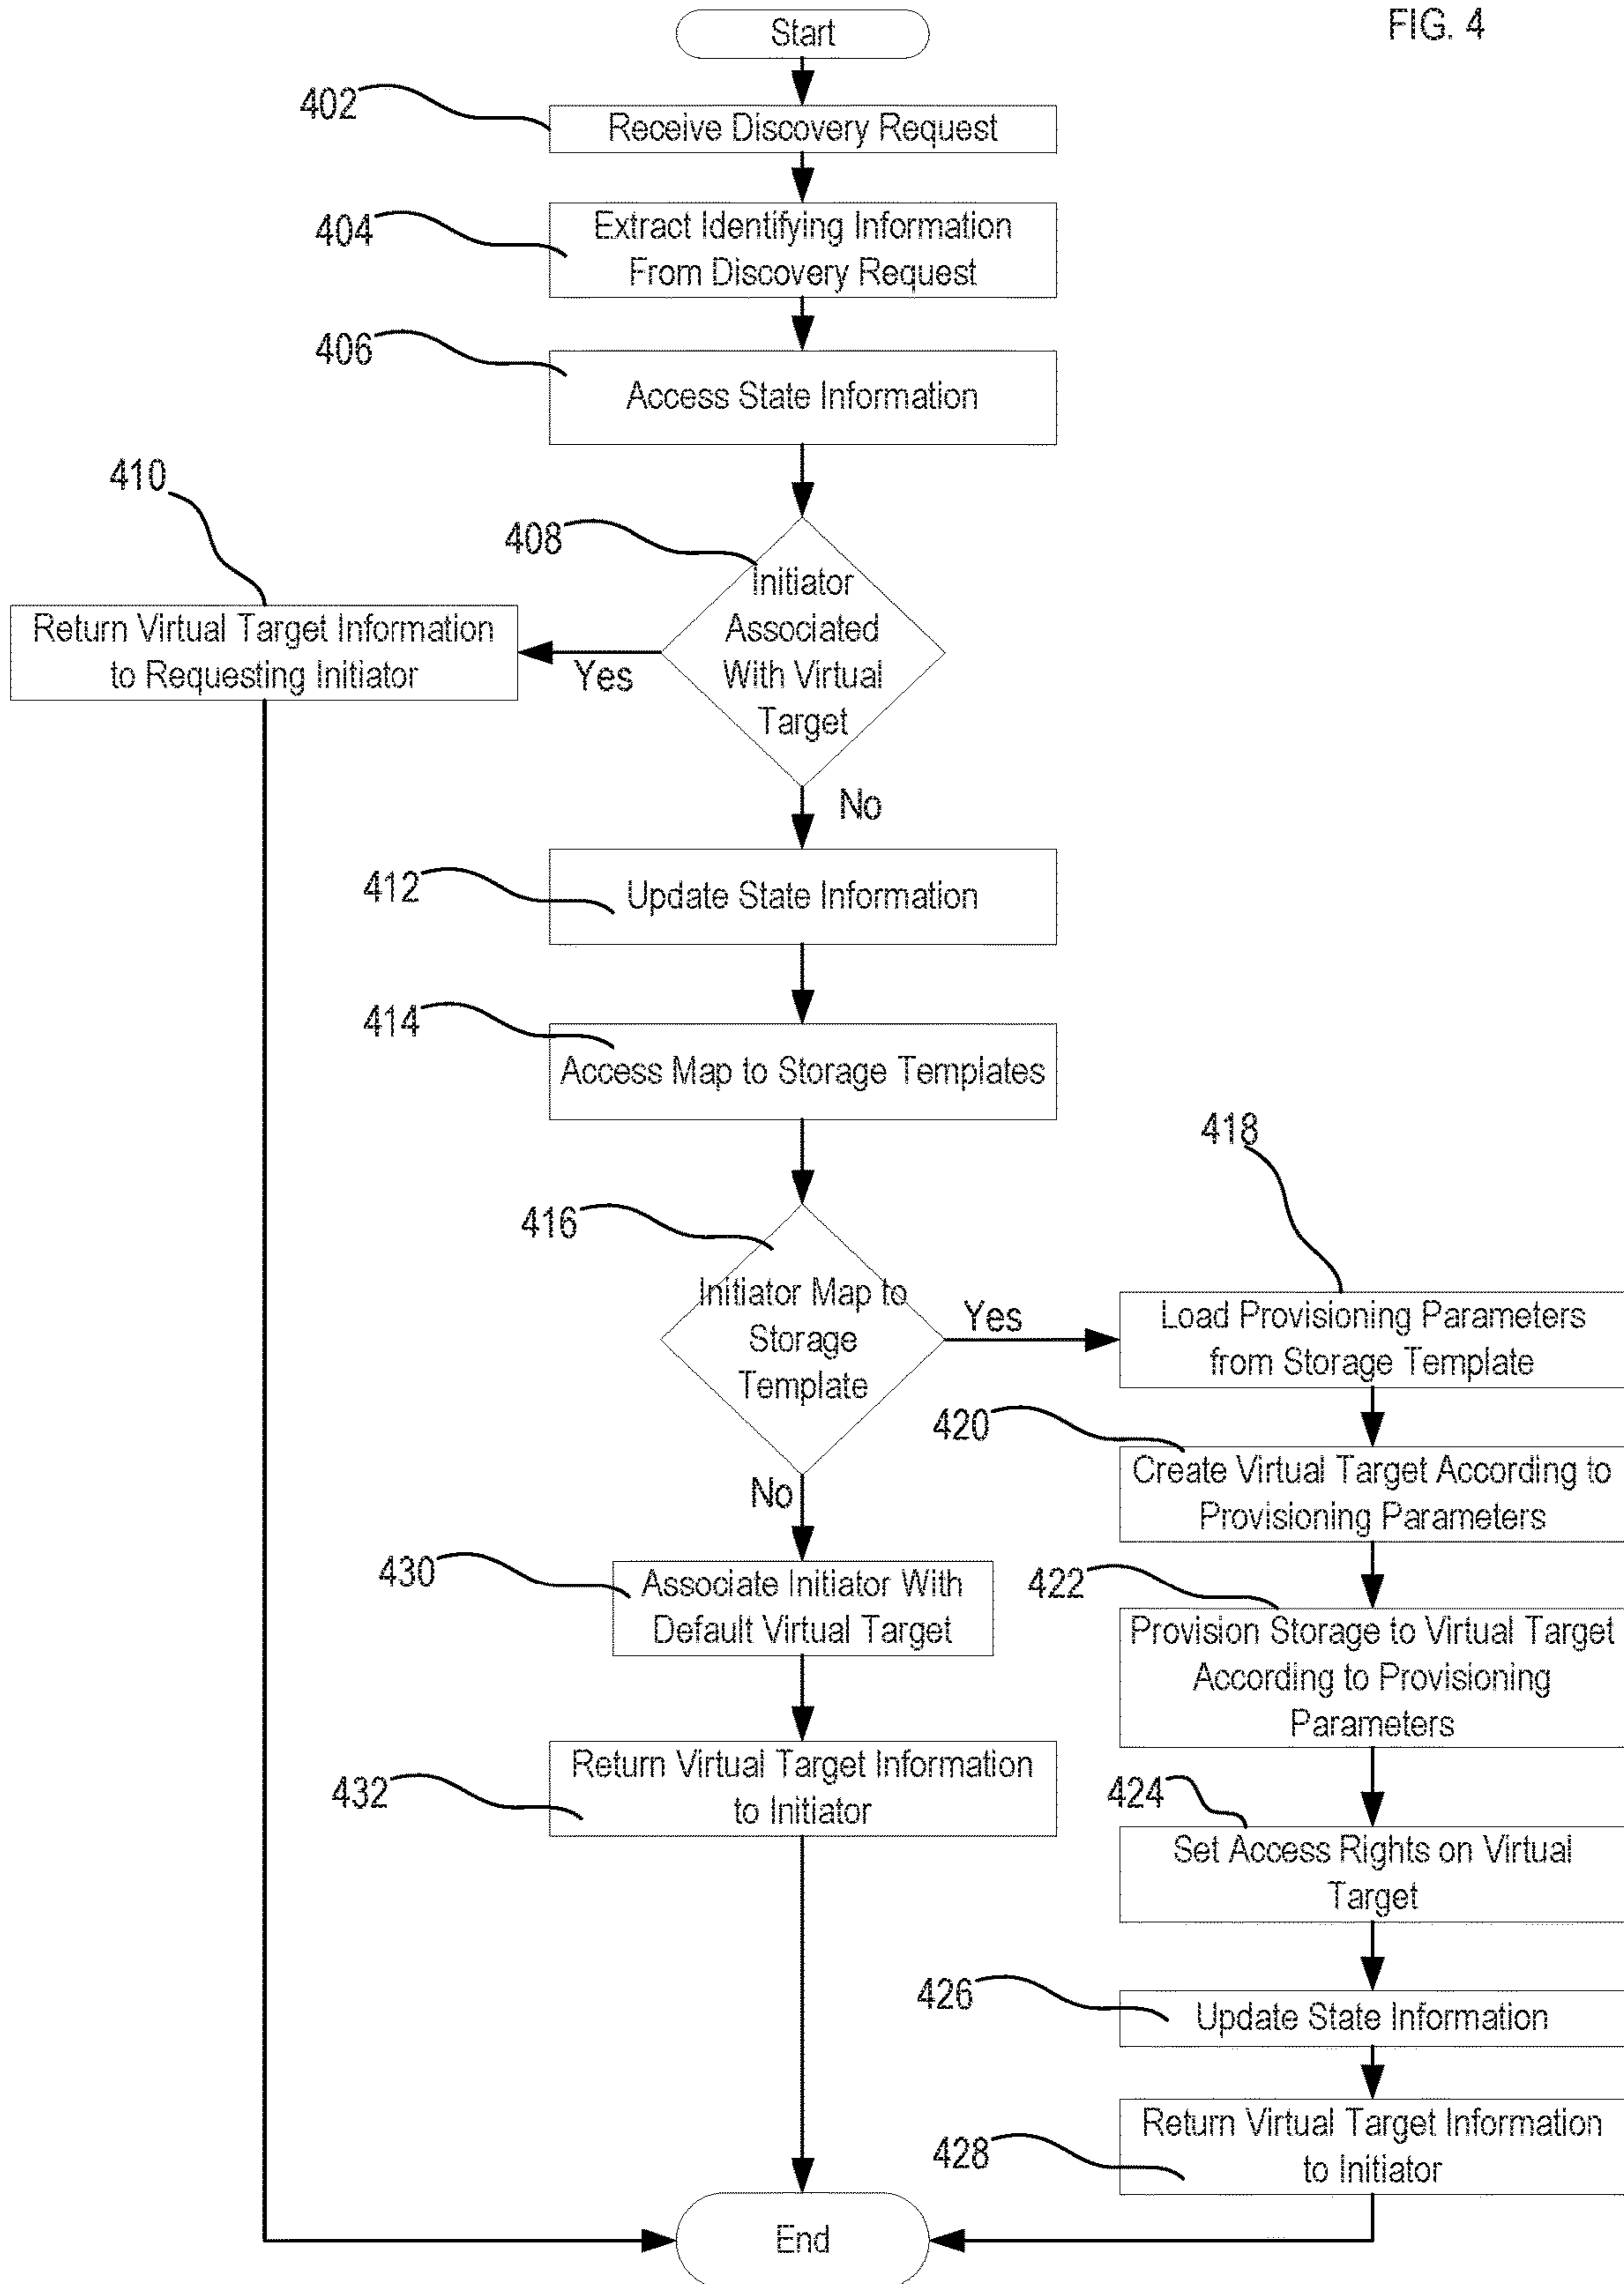 FIG. 4
Start
402
Receive Discovery Request
404
Extract Identifying Information
From Discovery Request
406
Access State Information
410
408
Initiator
Associated
With Virtual
Target
Return Virtual Target Information
to Requesting Initiator
Yes
No
412
Update State Information
414
Access Map to Storage Templates
416
Initiator Map to
Storage
Template
Yes
418
Load Provisioning Parameters
from Storage Template
420
Create Virtual Target According to
Provisioning Parameters
No
430
Associate Initiator With
Default Virtual Target
422
Provision Storage to Virtual Target
According to Provisioning
Parameters
432
Return Virtual Target Information
to Initiator
424
Set Access Rights on Virtual
Target
426
Update State Information
428
Return Virtual Target Information
to Initiator
End